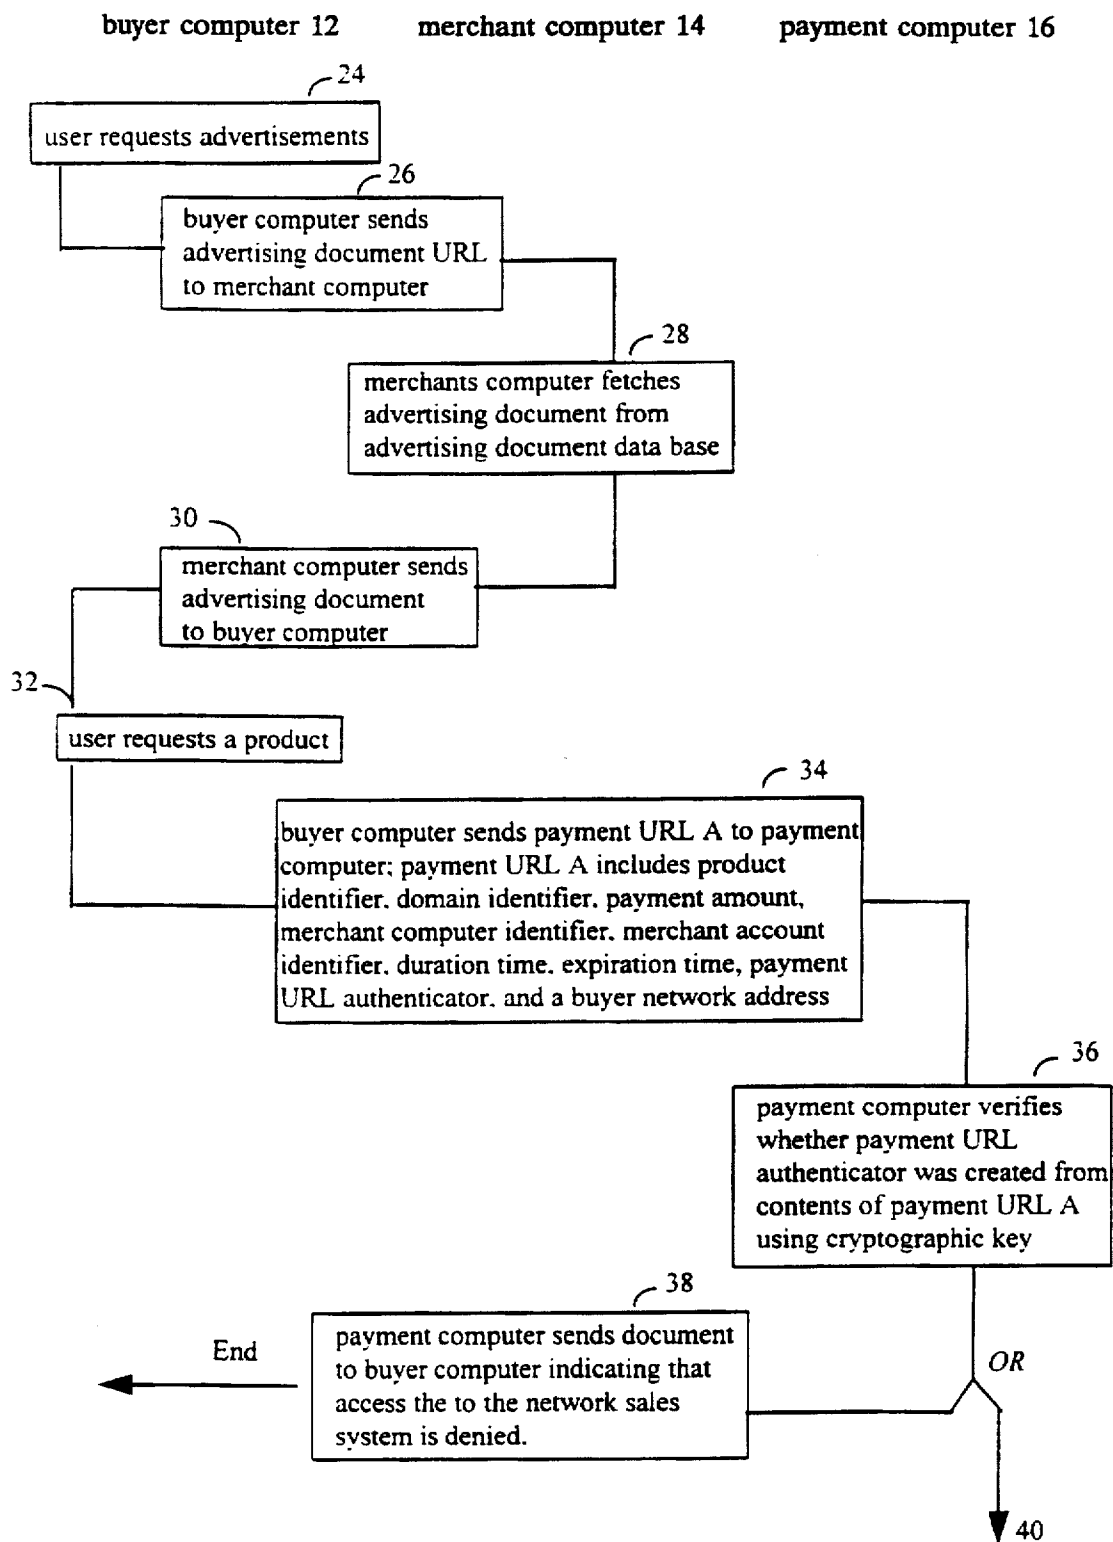 buyer computer 12 merchant computer 14 payment computer 16
24
user requests advertisements
26
buyer computer sends
advertising document URL
to merchant computer
28
merchants computer fetches
advertising document from
advertising document data base
30
merchant computer sends
advertising document
to buyer computer
32
user requests a product
34
buyer computer sends payment URL A to payment
computer; payment URL A includes product
identifier, domain identifier, payment amount,
merchant computer identifier, merchant account
identifier, duration time, expiration time, payment
URL authenticator, and a buyer network address
36
payment computer verifies
whether payment URL
authenticator was created from
contents of payment URL A
using cryptographic key
38
payment computer sends document
to buyer computer indicating that
access the to the network sales
system is denied.
End
OR
40